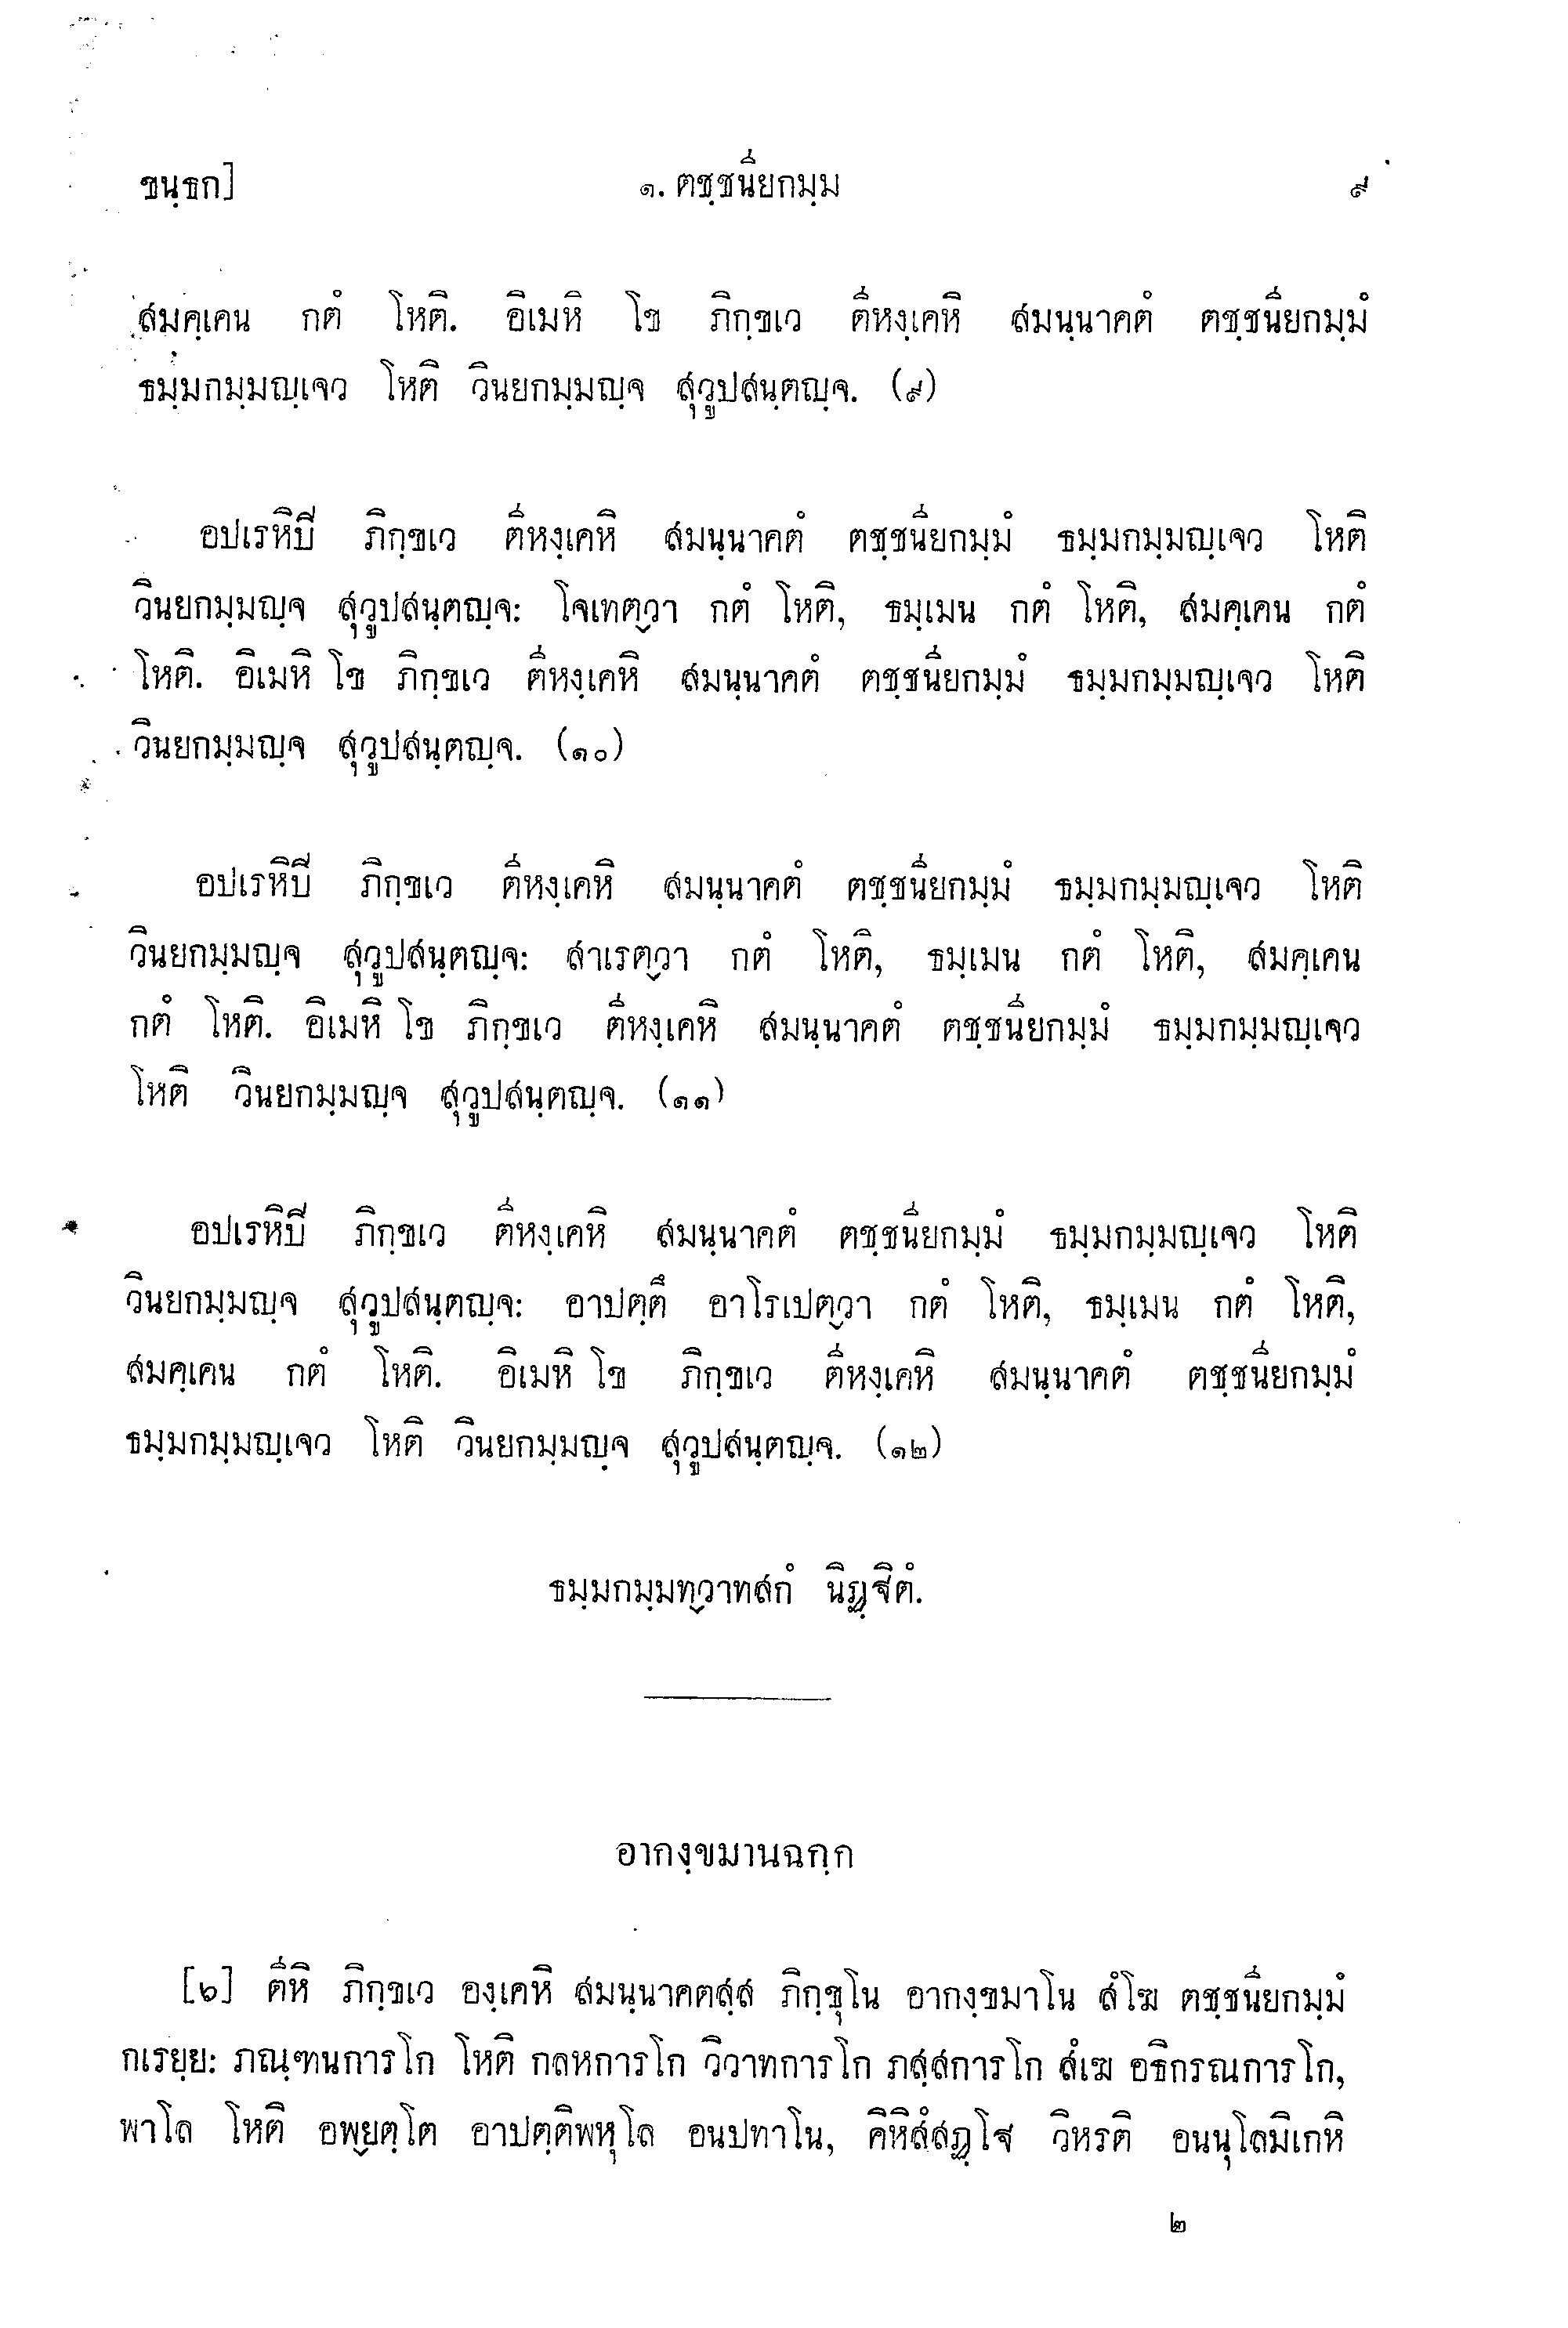 ขนฺธก]
๑. ตชฺชนียกมฺม
๙
สมคฺเคน กตํ โหติ. อิเมหิ โข ภิกฺขเว ตีหงฺเคหิ สมนฺนาคตํ ตชฺชนียกมฺมํ
ธมฺมกมฺมญฺเจว โหติ วินยกมฺมญฺจ สุวูปสนฺตญฺจ. (๙)
อปเรหิปี ภิกฺขเว ตีหงฺเคหิ สมนฺนาคตํ ตชฺชนียกมฺมํ ธมฺมกมฺมญฺเจว โหติ
วินยกมฺมญฺจ สุวูปสนฺตญฺจ: โจเทตฺวา กตํ โหติ, ธมฺเมน กตํ โหติ, สมคฺเคน กตํ
โหติ. อิเมหิ โข ภิกฺขเว ตีหงฺเคหิ สมนฺนาคตํ ตชฺชนียกมฺมํ ธมฺมกมฺมญฺเจว โหติ
วินยกมฺมญฺจ สุวูปสนฺตญฺจ. (๑๐)
อปเรหิปี ภิกฺขเว ตีหงฺเคหิ สมนฺนาคตํ ตชฺชนียกมฺมํ ธมฺมกมฺมญฺเจว โหติ
วินยกมฺมญฺจ สุวูปสนฺตญฺจ: สาเรตฺวา กตํ โหติ, ธมฺเมน กตํ โหติ, สมคฺเคน
กตํ โหติ. อิเมหิ โข ภิกฺขเว ตีหงฺเคหิ สมนฺนาคตํ ตชฺชนียกมฺมํ ธมฺมกมฺมญฺเจว
โหติ วินยกมฺมญฺจ สุวูปสนฺตญฺจ. (๑๑)
อปเรหิปี ภิกฺขเว ตีหงฺเคหิ สมนฺนาคตํ ตชฺชนียกมฺมํ ธมฺมกมฺมญฺเจว โหติ
วินยกมฺมญฺจ สุวูปสนฺตญฺจ: อาปตฺตึ อาโรเปตฺวา กตํ โหติ, ธมฺเมน กตํ โหติ,
สมคฺเคน กตํ โหติ. อิเมหิ โข ภิกฺขเว ตีหงฺเคหิ สมนฺนาคตํ ตชฺชนียกมฺมํ
ธมฺมกมฺมญฺเจว โหติ วินยกมฺมญฺจ สุวูปสนฺตญฺจ. (๑๒)
ธมฺมกมฺมทฺวาทสกํ นิฏฺฐิตํ.
อากงฺขมานฉกฺก
[๖] ตีหิ ภิกฺขเว องฺเคหิ สมนฺนาคตสฺส ภิกฺขุโน อากงฺขมาโน สํโฆ ตชฺชนียกมฺมํ
กเรยฺย: ภณฺฑนการโก โหติ กลหการโก วิวาทการโก ภสฺสการโก สํเฆ อธิกรณการโก,
พาโล โหติ อพฺยตฺโต อาปตฺติพหุโล อนปทาโน, คิหิสํสฏฺโฐ วิหรติ อนนุโลมิเกหิ
๒